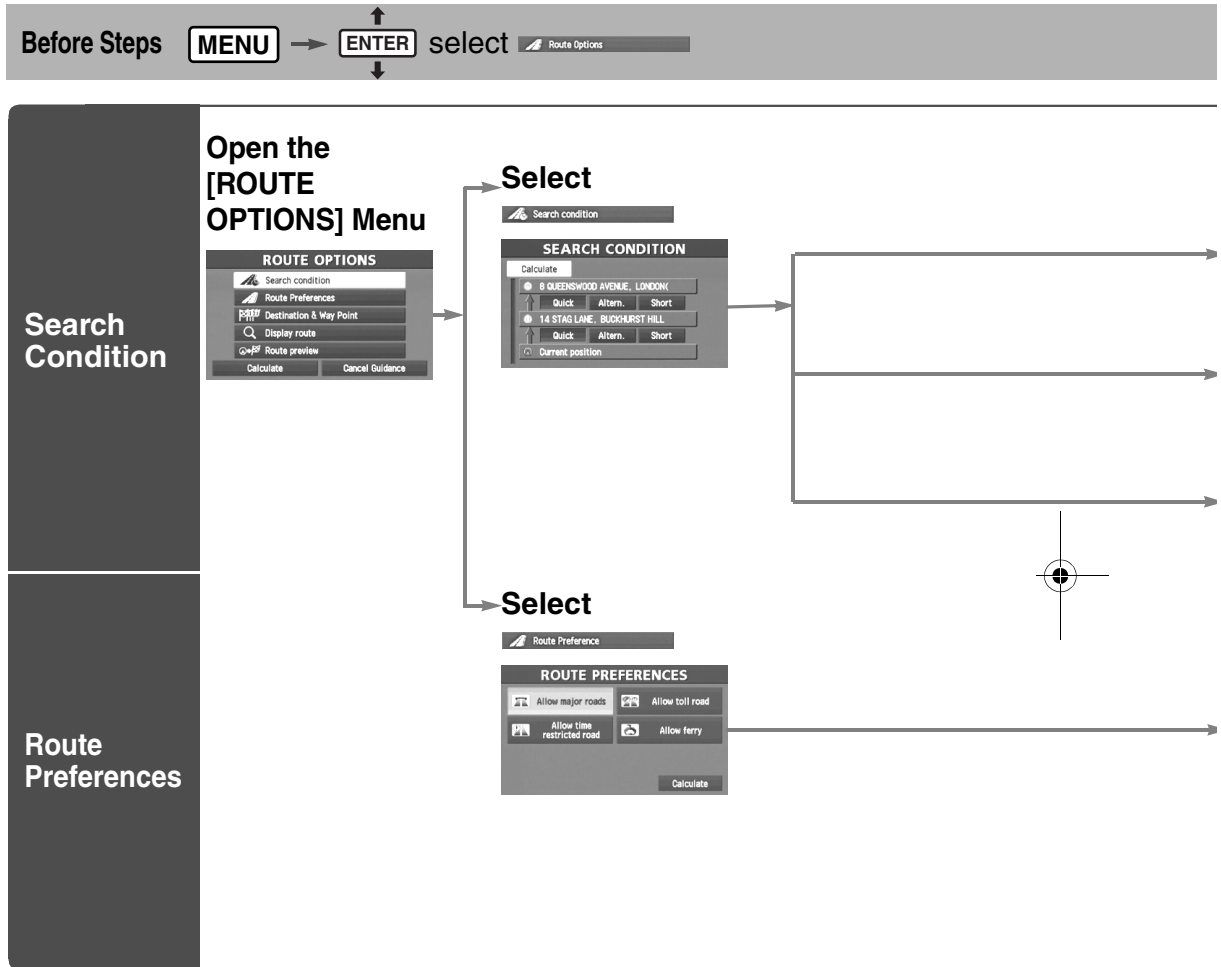 Before Steps MENU ENTER select Route Options
Open the
[ROUTE
OPTIONS] Menu
Select
Search condition
ROUTE OPTIONS
Search condition
Route Preferences
Destination & Way Point
Display route
Route preview
Calculate Cancel Guidance
SEARCH CONDITION
Calculate
8 QUEENSWOOD AVENUE, LONDON(
Quick Altern. Short
14 STAG LANE, BUCKHURST HILL
Quick Altern. Short
Current position
Search
Condition
Select
Route Preference
ROUTE PREFERENCES
Allow major roads Allow toll road
Allow time
restricted road Allow ferry
Calculate
Route
Preferences